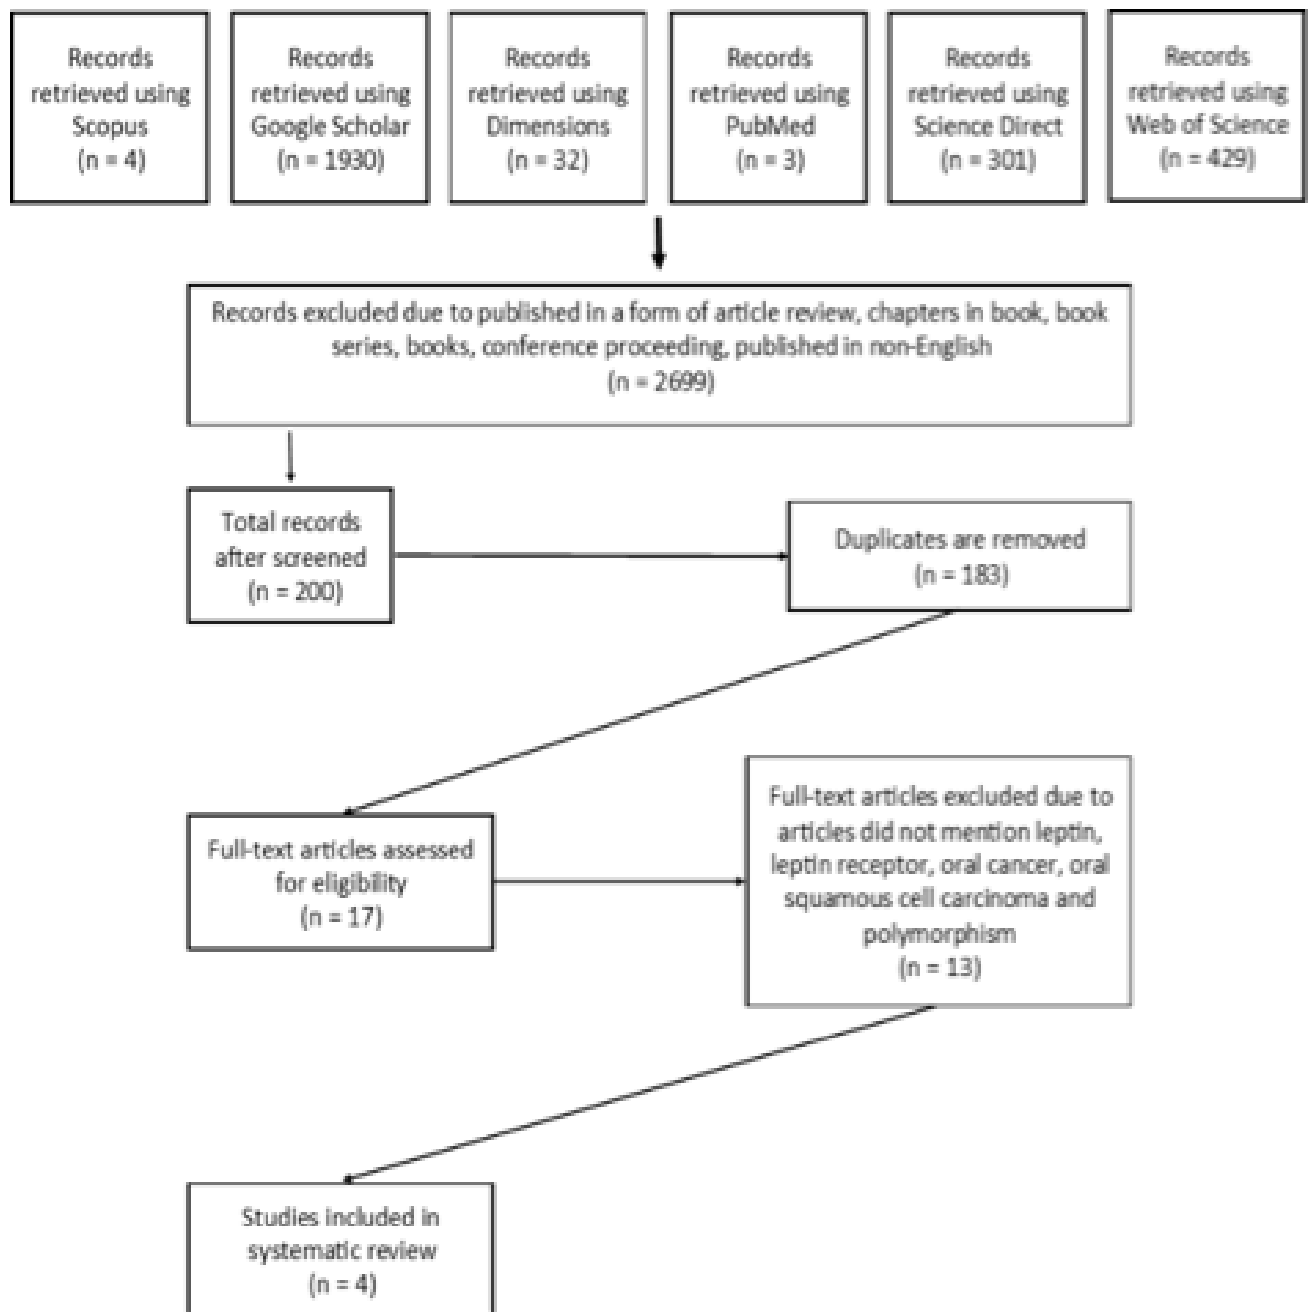 Records
retrieved using
Scopus
(n = 4)
Records
retrieved using
Google Scholar
(n = 1930)
Records
retrieved using
Dimensions
(n = 32)
Records
retrieved using
PubMed
(n = 3)
Records
retrieved using
Science Direct
(n = 301)
Records
retrieved using
Web of Science
(n = 429)
Records excluded due to published in a form of article review, chapters in book, book
series, books, conference proceeding, published in non-English
(n = 2699)
Total records
after screened
(n = 200)
Duplicates are removed
(n = 183)
Full-text articles assessed
for eligibility
(n = 17)
Full-text articles excluded due to
articles did not mention leptin,
leptin receptor, oral cancer, oral
squamous cell carcinoma and
polymorphism
(n = 13)
Studies included in
systematic review
(n = 4)